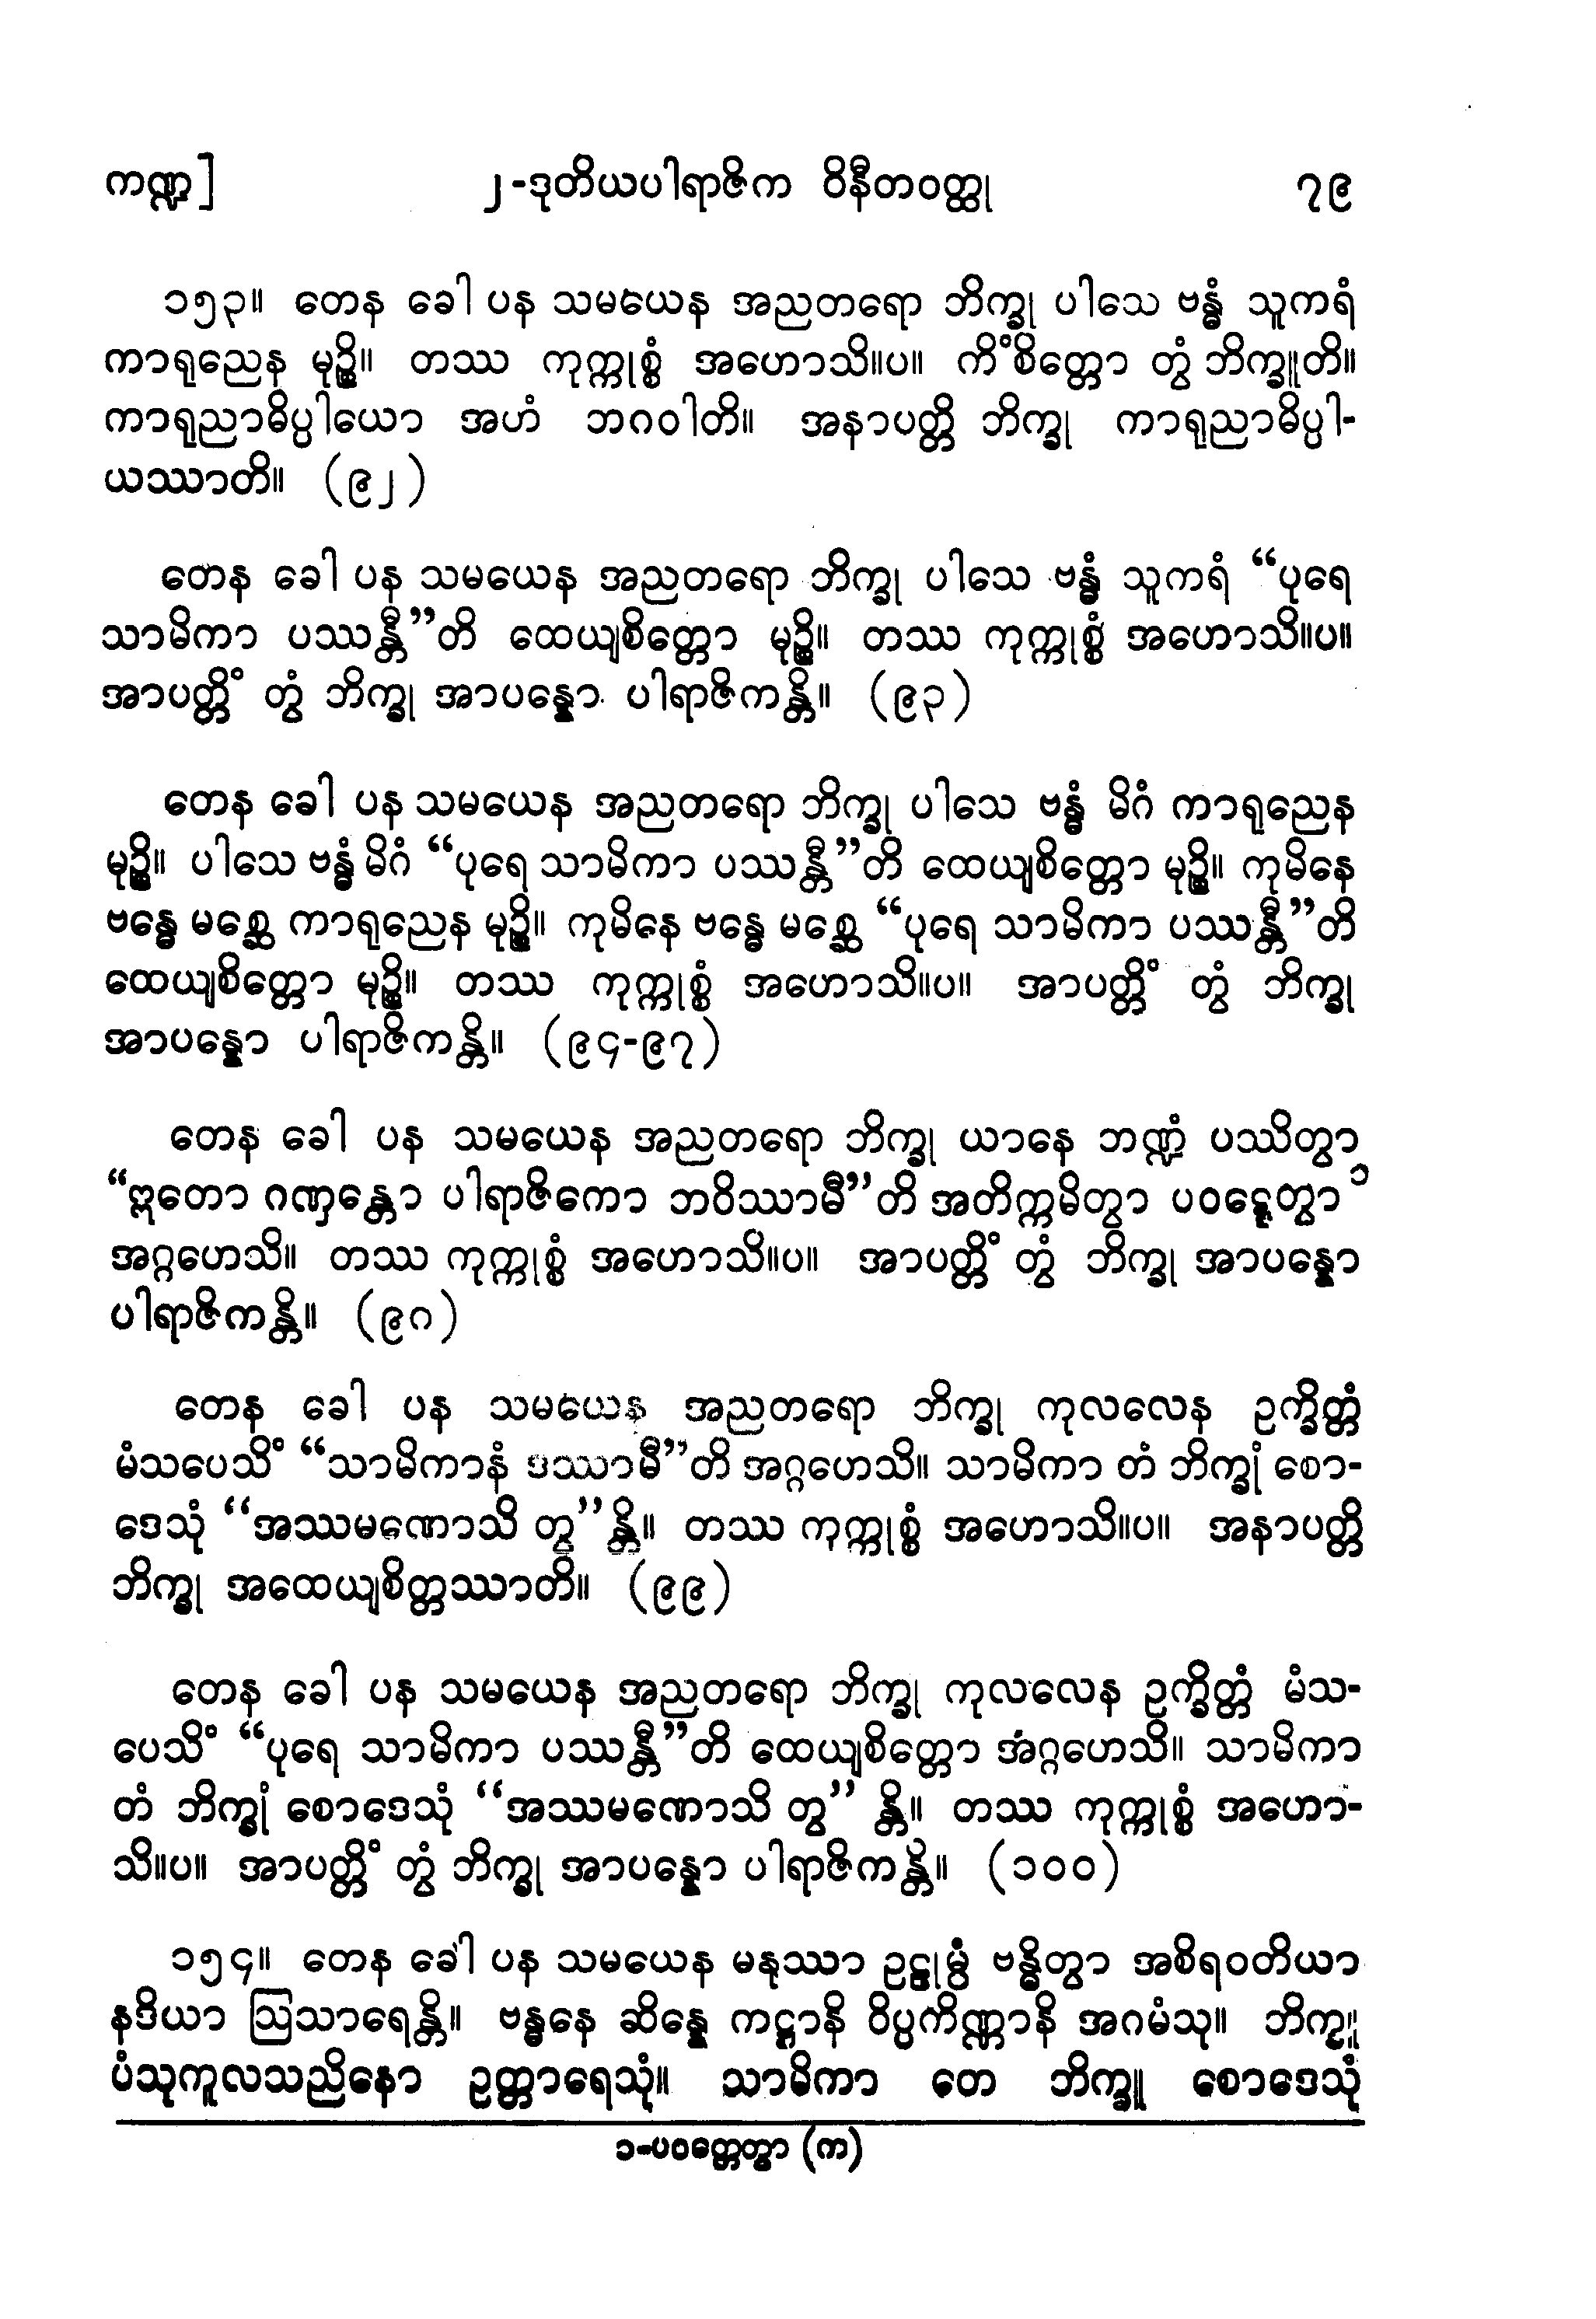 ကဏ္ဍ] ၂-ဒုတိယပါရာဇိက ဝိနီတဝတ္ထု ၇၉
၁၅၃။ တေန ခေါ ပန သမယေန အညတရော ဘိက္ခု ပါသေ ဗန္ဓံ သူကရံ
ကာရုညေန မုဉ္စိ။ တဿ ကုက္ကုစ္စံ အဟောသိ။ပ။ ကိံစိတ္တော တွံ ဘိက္ခူတိ။
ကာရုညာဓိပ္ပါယော အဟံ ဘဂဝါတိ။ အနာပတ္တိ ဘိက္ခု ကာရုညာဓိပ္ပါ-
ယဿာတိ။ (၉၂)
တေန ခေါ ပန သမယေန အညတရော ဘိက္ခု ပါသေ ဗန္ဓံ သူကရံ “ပုရေ
သာမိကာ ပဿန္တီ”တိ ထေယျစိတ္တော မုဉ္စိ။ တဿ ကုက္ကုစ္စံ အဟောသိ။ပ။
အာပတ္တိံ တွံ ဘိက္ခု အာပန္နော ပါရာဇိကန္တိ။ (၉၃)
တေန ခေါ ပန သမယေန အညတရော ဘိက္ခု ပါသေ ဗန္ဓံ မိဂံ ကာရုညေန
မုဉ္စိ။ ပါသေ ဗန္ဓံ မိဂံ “ပုရေ သာမိကာ ပဿန္တီ”တိ ထေယျစိတ္တော မုဉ္စိ။ ကုမိနေ
ဗန္ဓေ မစ္ဆေ ကာရုညေန မုဉ္စိ။ ကုမိနေ ဗန္ဓေ မစ္ဆေ “ပုရေ သာမိကာ ပဿန္တီ”တိ
ထေယျစိတ္တော မုဉ္စိ။ တဿ ကုက္ကုစ္စံ အဟောသိ။ပ။ အာပတ္တိံ တွံ ဘိက္ခု
အာပန္နော ပါရာဇိကန္တိ။ (၉၄-၉၇)
တေန ခေါ ပန သမယေန အညတရော ဘိက္ခု ယာနေ ဘဏ္ဍံ ပဿိတွာ
“ဣတော ဂဏှန္တော ပါရာဇိကော ဘဝိဿာမီ”တိ အတိက္ကမိတွာ ပဝဋ္ဋေတွာ ၁
အဂ္ဂဟေသိ။ တဿ ကုက္ကုစ္စံ အဟောသိ။ပ။ အာပတ္တိံ တွံ ဘိက္ခု အာပန္နော
ပါရာဇိကန္တိ။ (၉ဂ)
တေန ခေါ ပန သမယေန အညတရော ဘိက္ခု ကုလလေန ဥက္ခိတ္တံ
မံသပေသိံ “သာမိကာနံ ဒဿာမီ”တိ အဂ္ဂဟေသိ။ သာမိကာ တံ ဘိက္ခုံ စော-
ဒေသုံ “အဿမဏောသိ တွ”န္တိ။ တဿ ကုက္ကုစ္စံ အဟောသိ။ပ။ အနာပတ္တိ
ဘိက္ခု အထေယျစိတ္တဿာတိ။ (၉၉)
တေန ခေါ ပန သမယေန အညတရော ဘိက္ခု ကုလလေန ဥက္ခိတ္တံ မံသ-
ပေသိံ “ပုရေ သာမိကာ ပဿန္တီ”တိ ထေယျစိတ္တော အဂ္ဂဟေသိ။ သာမိကာ
တံ ဘိက္ခုံ စောဒေသုံ “အဿမဏောသိ တွ” န္တိ။ တဿ ကုက္ကုစ္စံ အဟော-
သိ။ပ။ အာပတ္တိံ တွံ ဘိက္ခု အာပန္နော ပါရာဇိကန္တိ။ (၁၀၀)
၁၅၄။ တေန ခေါ ပန သမယေန မနုဿာ ဥဠုမ္ပံ ဗန္ဓိတွာ အစိရဝတိယာ
နဒိယာ ဩသာရေန္တိ။ ဗန္ဓနေ ဆိန္နေ ကဋ္ဌာနိ ဝိပ္ပကိဏ္ဏာနိ အဂမံသု။ ဘိက္ခူ
ပံသုကူလသညိနော ဥတ္တာရေသုံ။ သာမိကာ တေ ဘိက္ခူ စောဒေသုံ
၁-ပဝတ္တေတွာ (က)